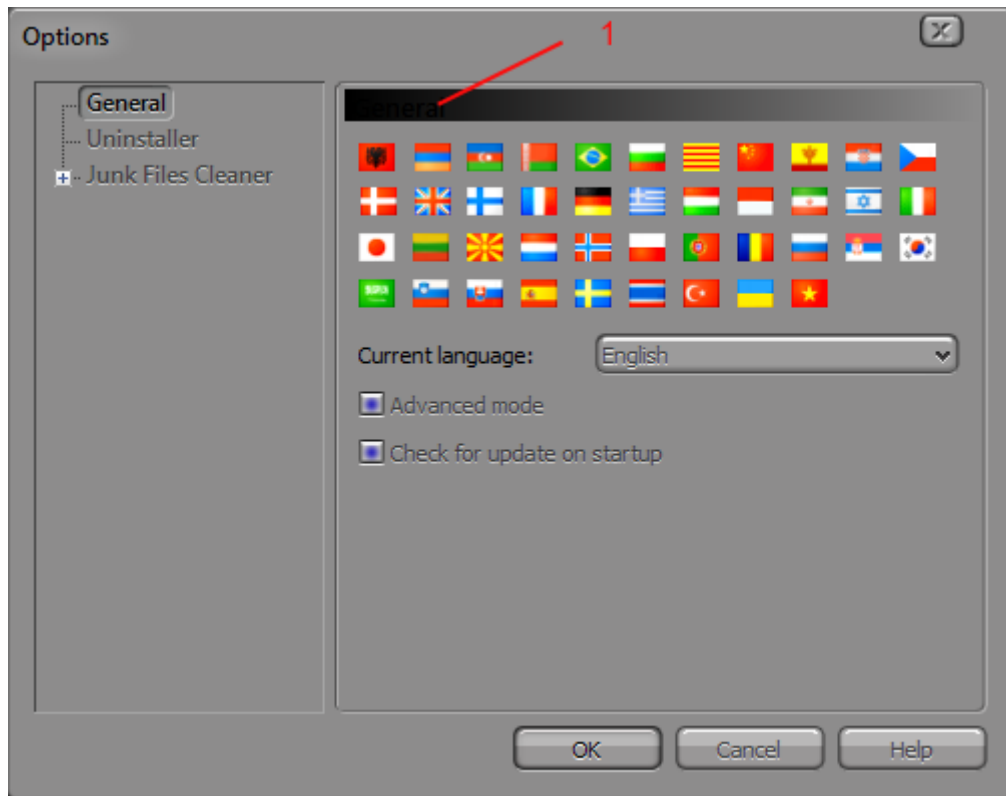 Options
1
General
Uninstaller
Junk Files Cleaner
General
Current language:
English
Advanced mode
Check for update on startup
OK
Cancel
Help